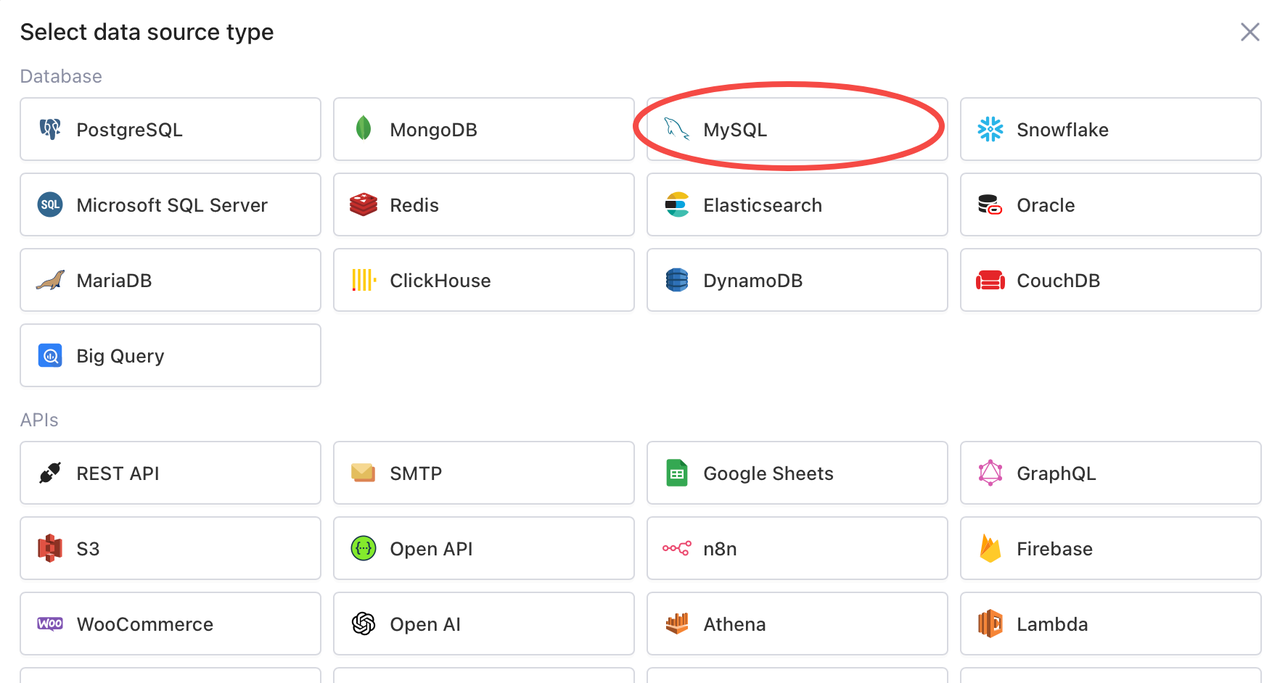 Select data source type
Database
PostgreSQL
MongoDB
MySQL
Snowflake
SQL
Microsoft SQL Server
Redis
Elasticsearch
Oracle
MariaDB
ClickHouse
DynamoDB
CouchDB
Big Query
APIs
REST API
SMTP
Google Sheets
GraphQL
S3
{··}
Open API
n8n
Firebase
WOO
WooCommerce
Open AI
Athena
Lambda